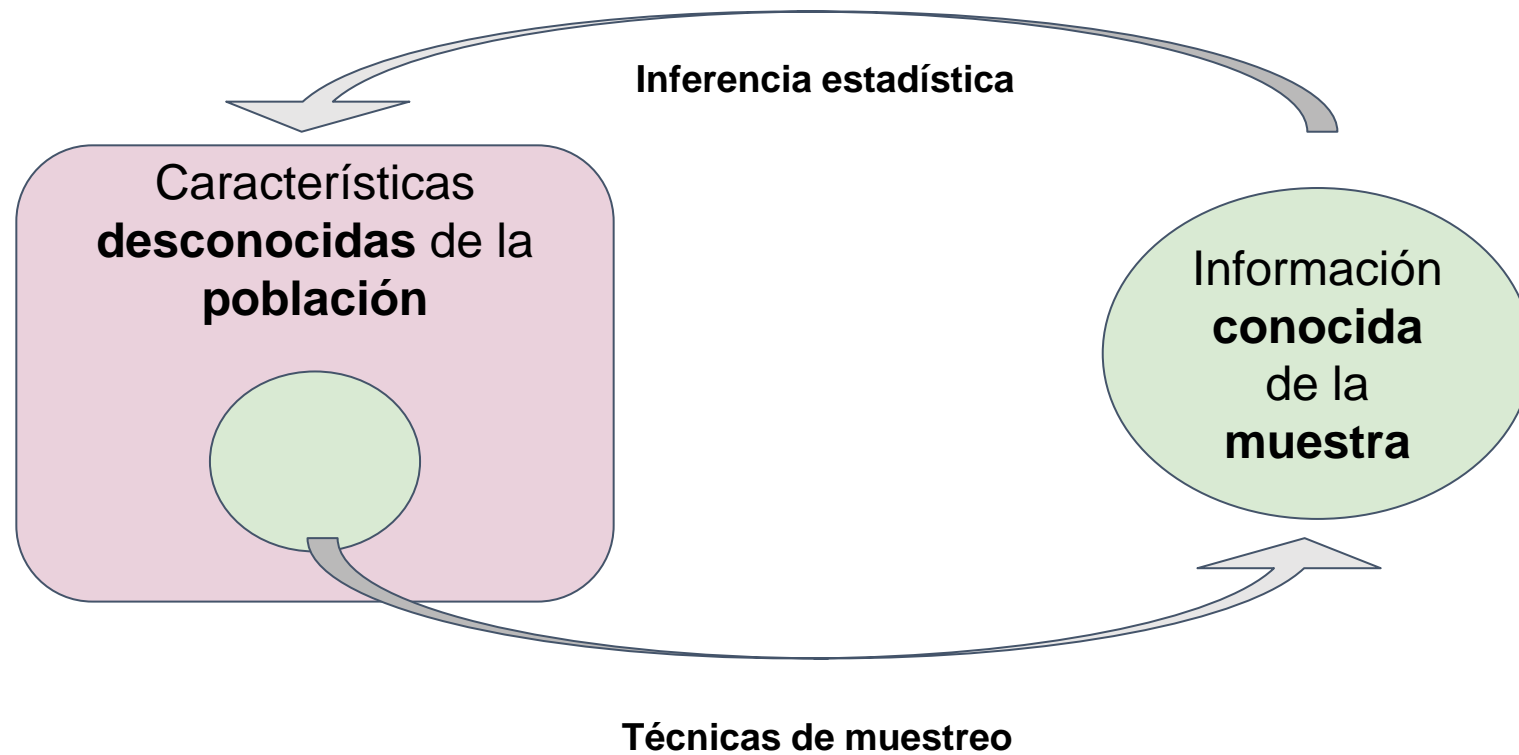 Inferencia estadística
Características
desconocidas de la
población
Información
conocida
de la
muestra
Técnicas de muestreo